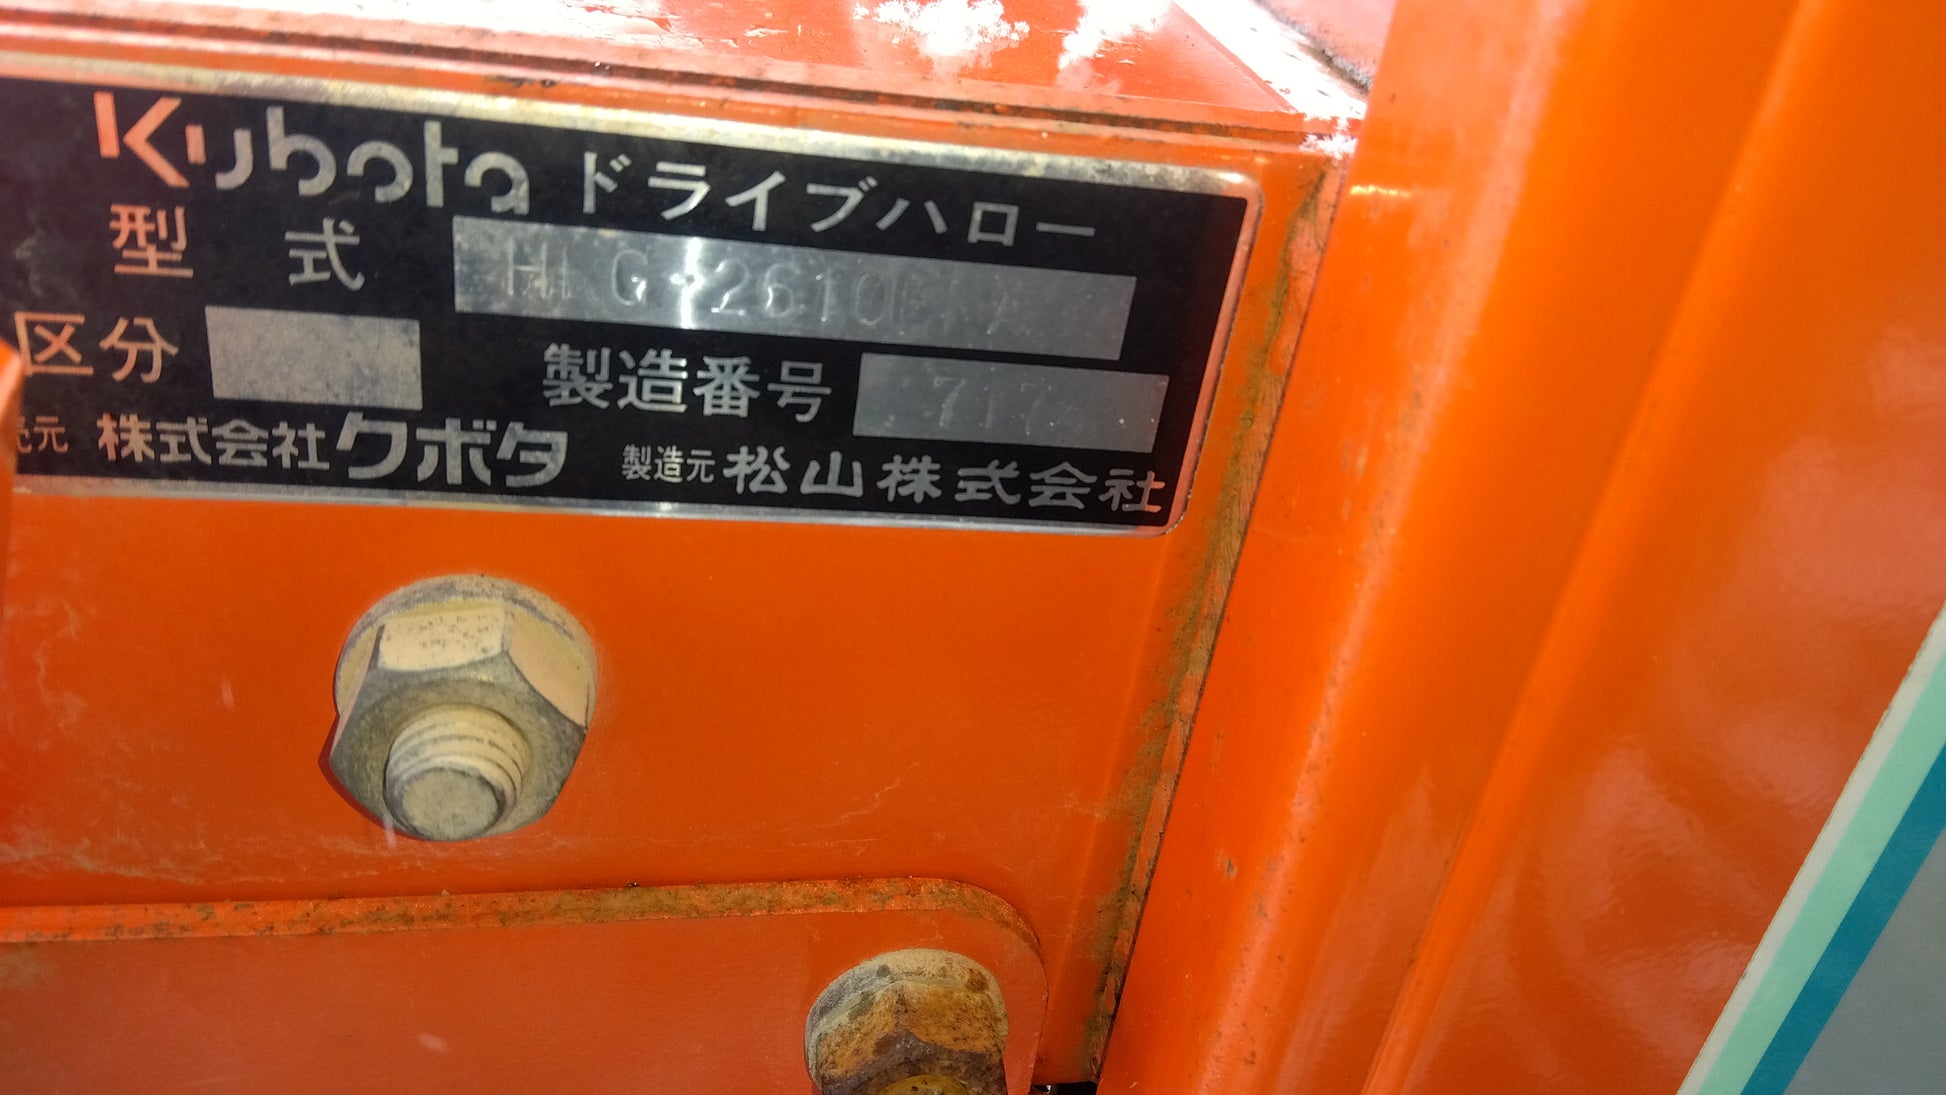 Kubota ドライブハロー
型式
区分 製造番号
元 株式会社クボタ 製造元 松山株式会社